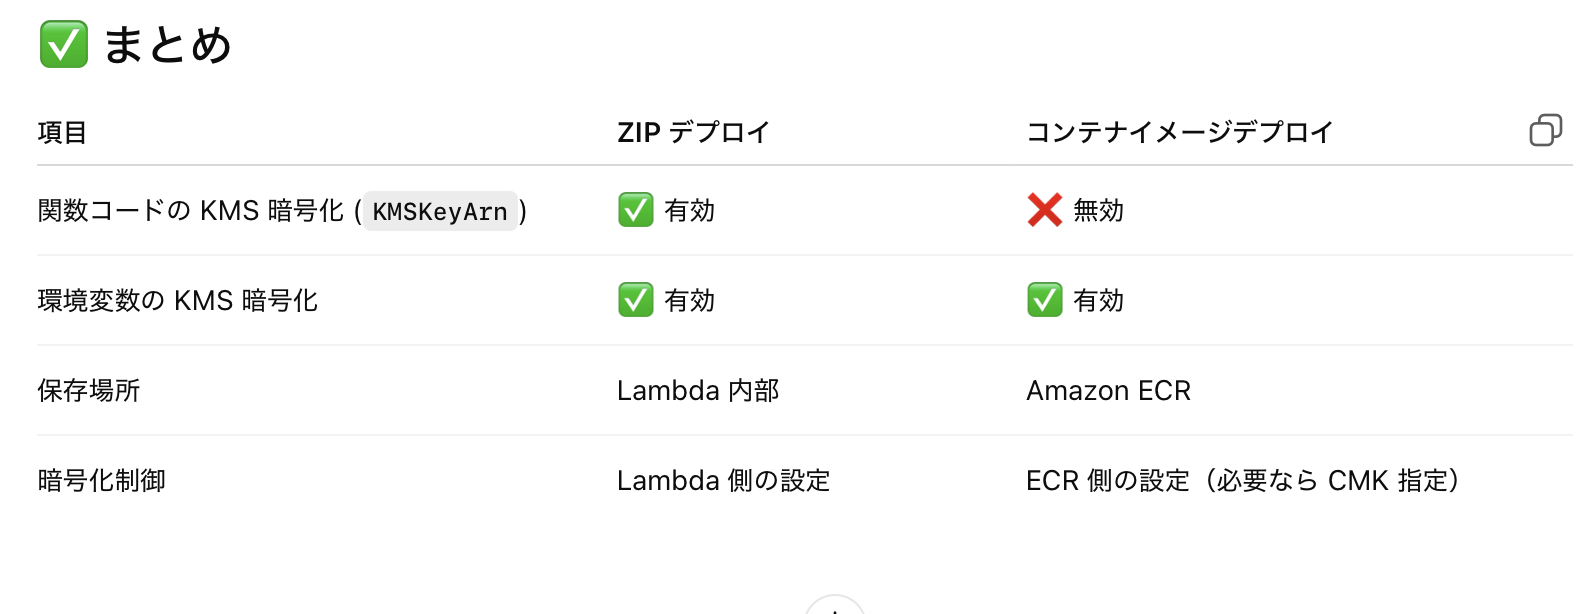 ✅ まとめ
項目 ZIP デプロイ コンテナイメージデプロイ
関数コードの KMS 暗号化 (KMSKeyArn) ✅ 有効 ❌ 無効
環境変数の KMS 暗号化 ✅ 有効 ✅ 有効
保存場所 Lambda 内部 Amazon ECR
暗号化制御 Lambda 側の設定 ECR 側の設定（必要なら CMK 指定）